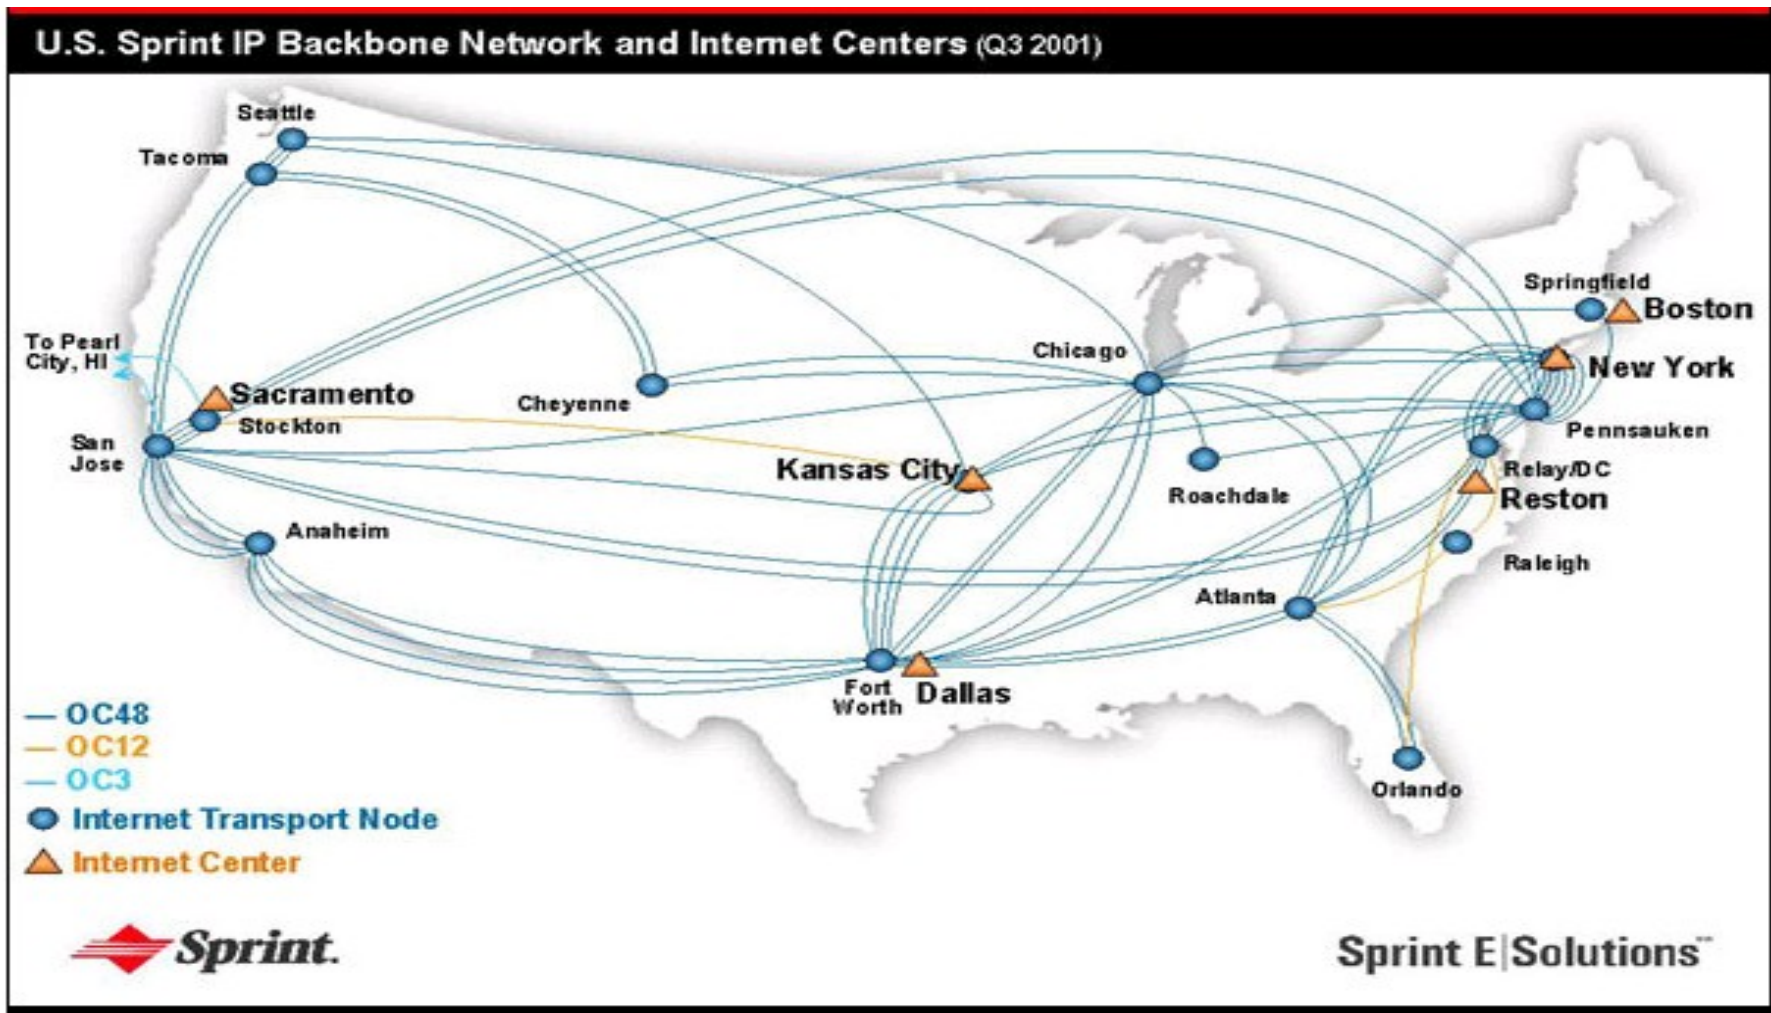 U.S. Sprint IP Backbone Network and Internet Centers (Q3 2001)
Seattle
Tacoma
Springfield
Boston
To Pearl
City, HI
Chicago
New York
Sacramento
Cheyenne
Stockton
Pennsauken
San
Jose
Kansas City
Relay/DC
Roachdale
Reston
Anaheim
Raleigh
Atlanta
Fort
Worth
Dallas
OC48
OC12
OC3
Orlando
Internet Transport Node
Internet Center
Sprint.
Sprint E|Solutions